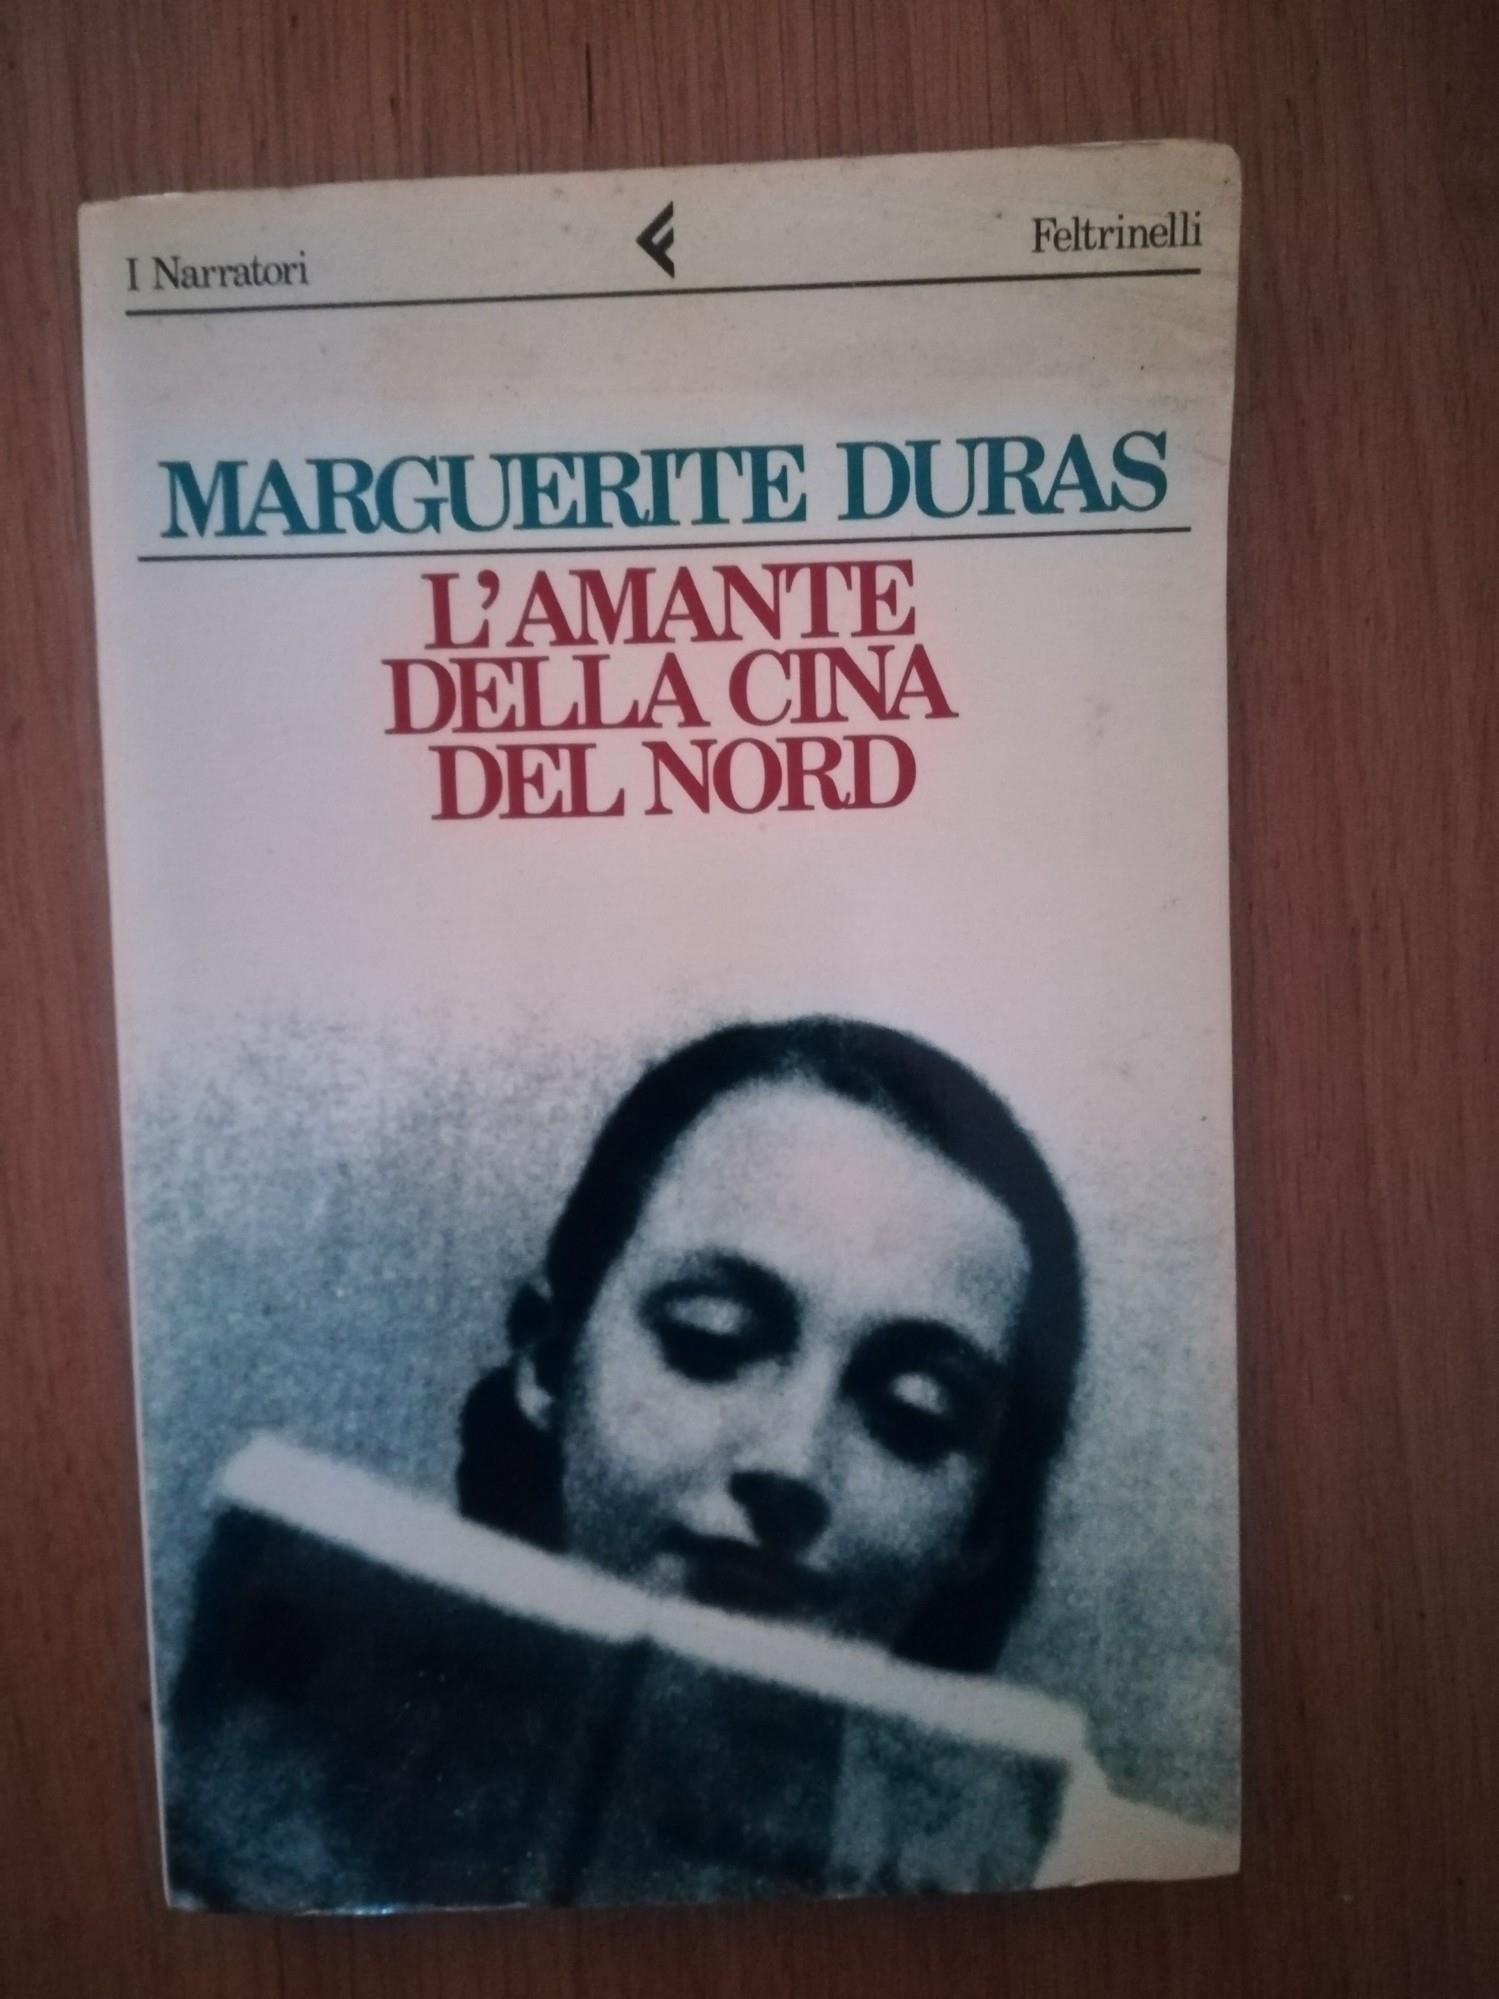 I Narratori
Feltrinelli
MARGUERITE DURAS
L'AMANTE
DELLA CINA
DEL NORD